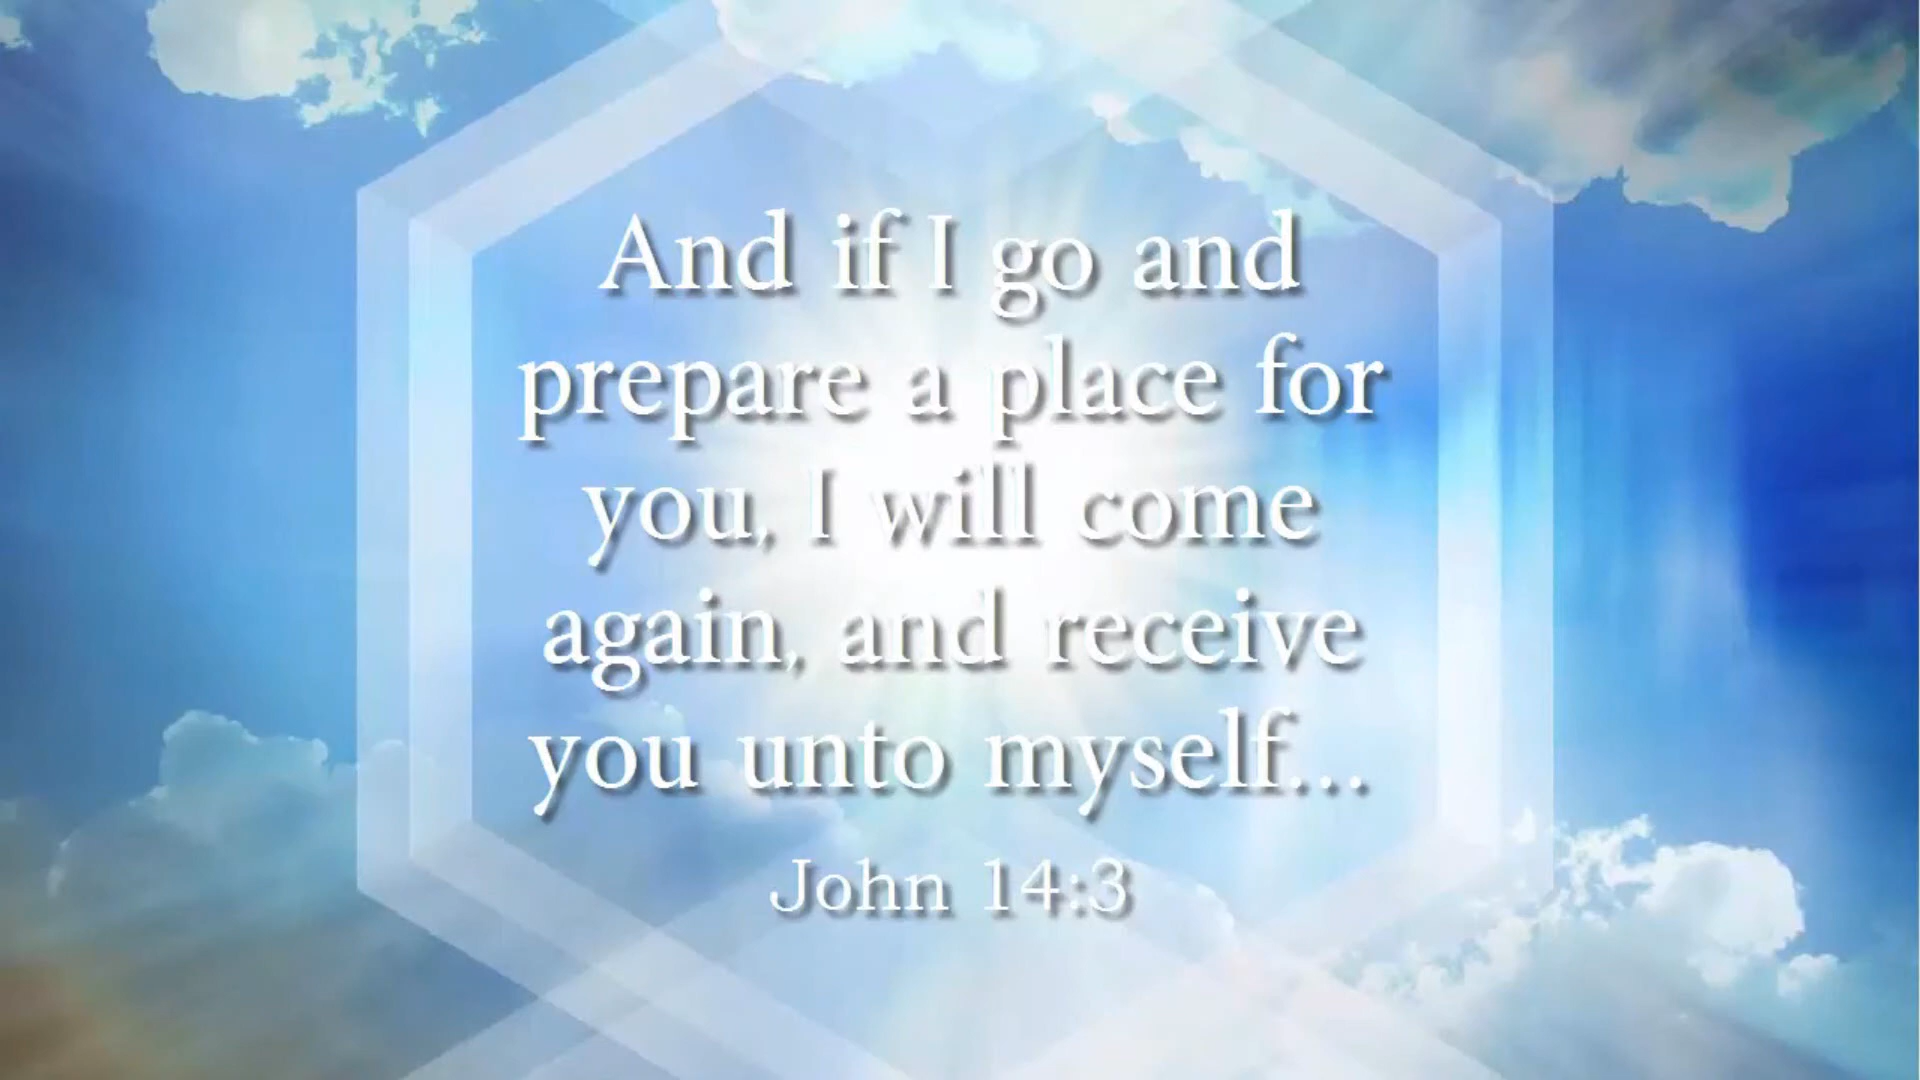 And if I go and
prepare a place for
you, I will come
again, and receive
you unto myself...
John 14:3